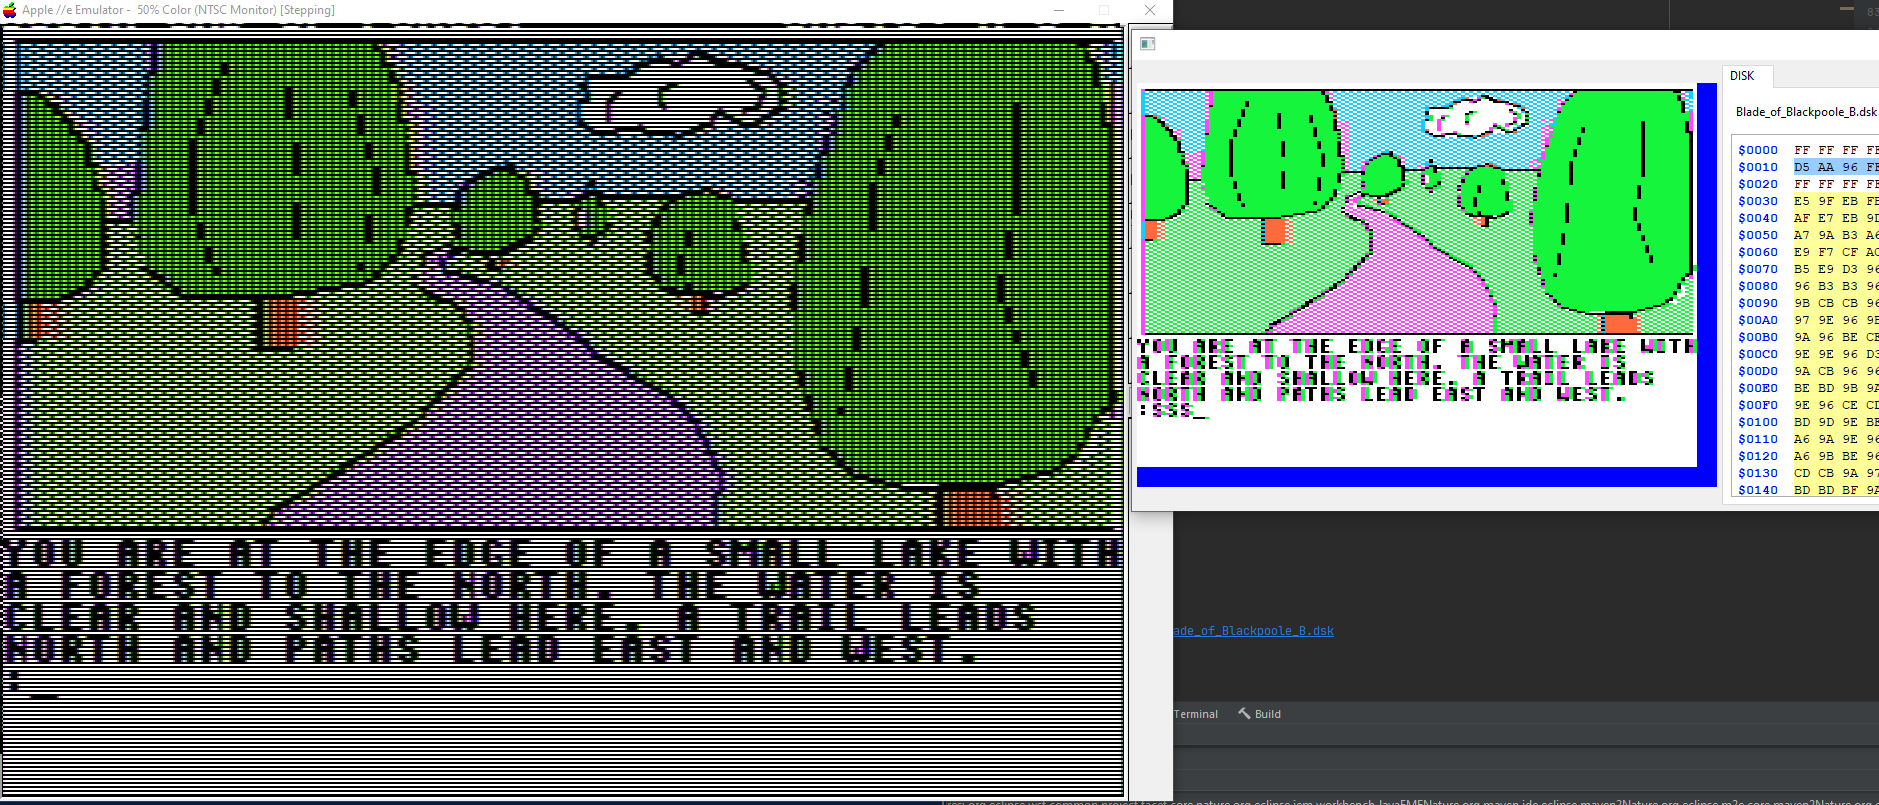 Apple //e Emulator - 50% Color (NTSC Monitor) [Stepping]
YOU ARE AT THE EDGE OF A SMALL LAKE WITH
A FOREST TO THE NORTH. THE WATER IS
CLEAR AND SHALLOW HERE. A TRAIL LEADS
NORTH AND PATHS LEAD EAST AND WEST.
:
83
DISK
Blade_of_Blackpoole_B.dsk
$0000 FF FF FF FF
$0010 D5 AA 96 FF
$0020 FF FF FF FF
$0030 E5 9F EB FE
$0040 AF E7 EB 9D
$0050 A7 9A B3 A6
$0060 E9 F7 CF AC
$0070 B5 E9 D3 96
$0080 96 B3 B3 96
$0090 9B CB CB 96
$00A0 97 9E 96 9E
$00B0 9A 96 BE CE
$00C0 9E 9E 96 D3
$00D0 9A CB 96 96
$00E0 BE BD 9B 9A
$00F0 9E 96 CE CD
$0100 BD 9D 9E BE
$0110 A6 9A 9E 96
$0120 A6 9B BE 96
$0130 CD CB 9A 97
$0140 BD BD BF 9A
YOU ARE AT THE EDGE OF A SMALL LAKE WITH
A FOREST TO THE NORTH. THE WATER IS
CLEAR AND SHALLOW HERE. A TRAIL LEADS
NORTH AND PATHS LEAD EAST AND WEST.
:SSS_
ade_of_Blackpoole_B.dsk
Terminal
Build